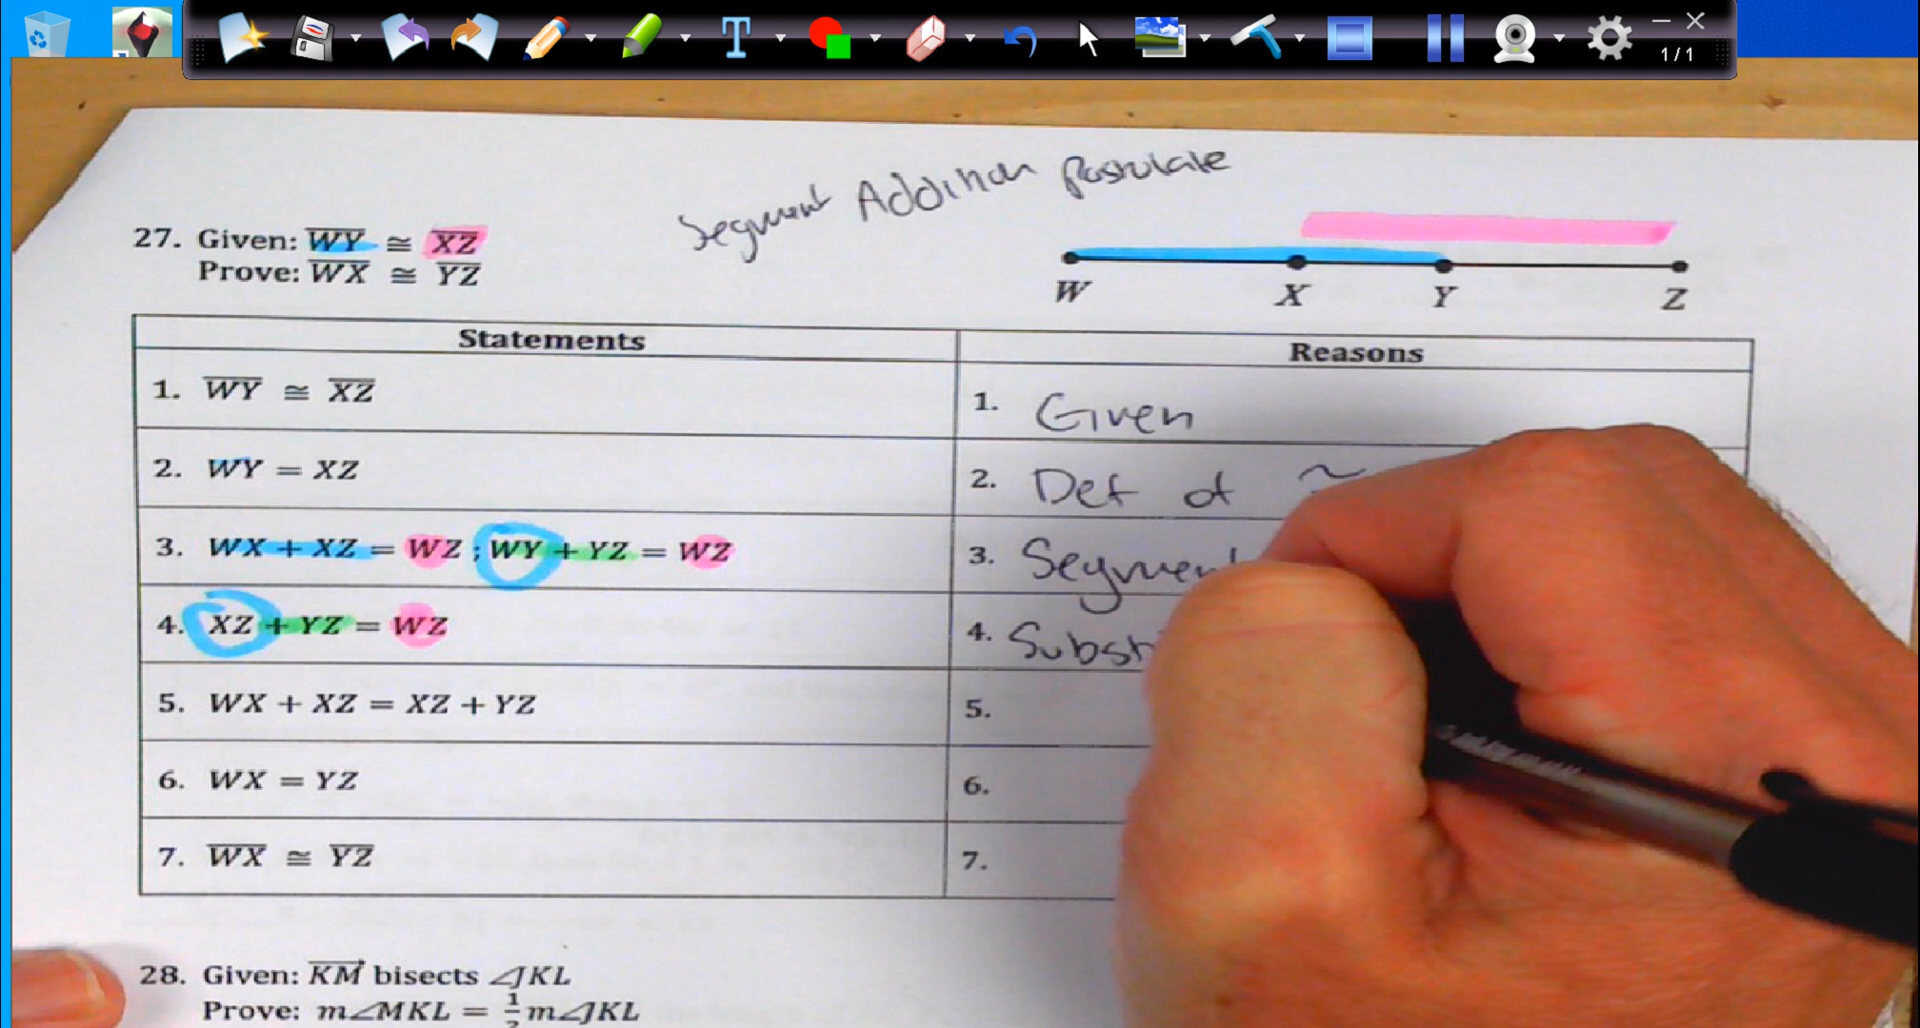 1/1
Segment Addition Postulate
27. Given: WY ≅ XZ
Prove: WX ≅ YZ
W X Y Z
Statements Reasons
1. WY ≅ XZ 1. Given
2. WY = XZ 2. Def of ≅
3. WX + XZ = WZ ; WY + YZ = WZ 3. Segment
4. XZ + YZ = WZ 4. Substi
5. WX + XZ = XZ + YZ 5.
6. WX = YZ 6.
7. WX ≅ YZ 7.
28. Given: KM bisects ∠JKL
Prove: m∠MKL = 1/2 m∠JKL